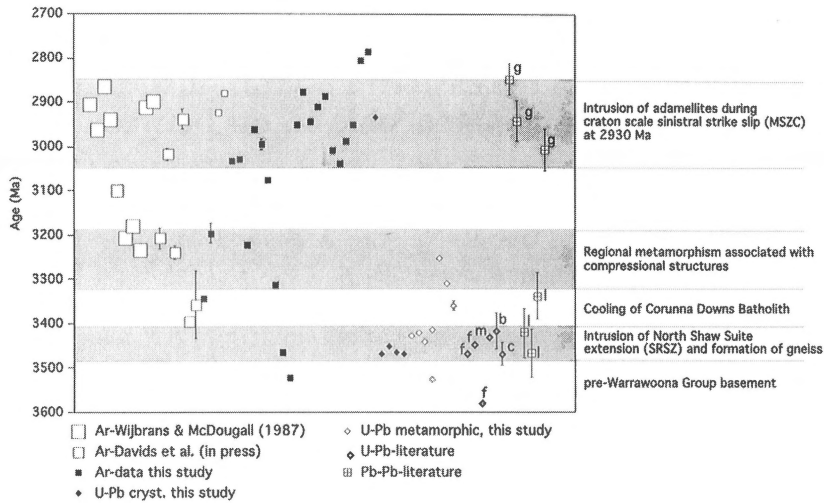 2700
2800
2900
3000
3100
3200
3300
3400
3500
3600
Age (Ma)
g
g
g
f
f
m
b
c
f
l
l
l
Intrusion of adamellites during
craton scale sinistral strike slip (MSZC)
at 2930 Ma
Regional metamorphism associated with
compressional structures
Cooling of Corunna Downs Batholith
Intrusion of North Shaw Suite
extension (SRSZ) and formation of gneiss
pre-Warrawoona Group basement
Ar-Wijbrans & McDougall (1987)
Ar-Davids et al. (in press)
Ar-data this study
U-Pb cryst. this study
U-Pb metamorphic, this study
U-Pb-literature
Pb-Pb-literature